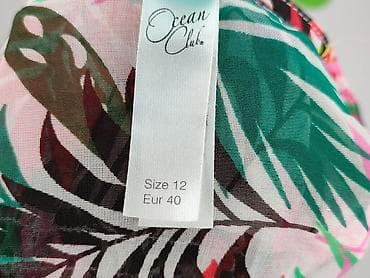 Ocean
Club
Size 12
Eur 40